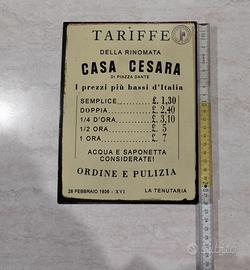 TARIFFE
DELLA RINOMATA
CASA CESARA
DI PIAZZA DANTE
I prezzi più bassi d'Italia
SEMPLICE £. 1,30
DOPPIA £. 2,40
1/4 D'ORA £. 3,10
1/2 ORA £. 5
1 ORA £. 7
ACQUA E SAPONETTA
CONSIDERATE!
ORDINE E PULIZIA
28 FEBBRAIO 1938 - XVI LA TENUTARIA
subito